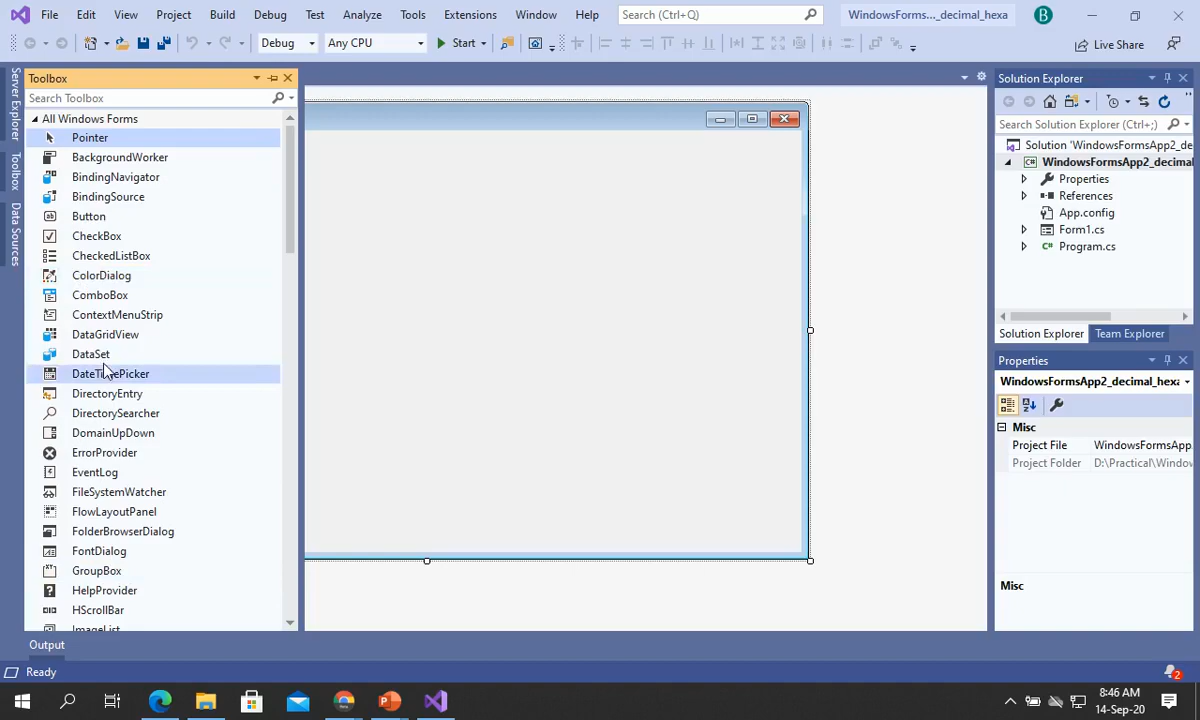 File Edit View Project Build Debug Test Analyze Tools Extensions Window Help Search (Ctrl+Q) WindowsForms..._decimal_hexa B
Debug Any CPU Start Live Share
Server Explorer
Toolbox
Data Sources
Toolbox
Search Toolbox
All Windows Forms
Pointer
BackgroundWorker
BindingNavigator
BindingSource
Button
CheckBox
CheckedListBox
ColorDialog
ComboBox
ContextMenuStrip
DataGridView
DataSet
DateTimePicker
DirectoryEntry
DirectorySearcher
DomainUpDown
ErrorProvider
EventLog
FileSystemWatcher
FlowLayoutPanel
FolderBrowserDialog
FontDialog
GroupBox
HelpProvider
HScrollBar
ImageList
Solution Explorer
Search Solution Explorer (Ctrl+;)
Solution 'WindowsFormsApp2_de
WindowsFormsApp2_decimal
Properties
References
App.config
Form1.cs
Program.cs
Solution Explorer Team Explorer
Properties
WindowsFormsApp2_decimal_hexa
Misc
Project File WindowsFormsApp
Project Folder D:\Practical\Window
Misc
Output
Ready
2
8:46 AM
14-Sep-20